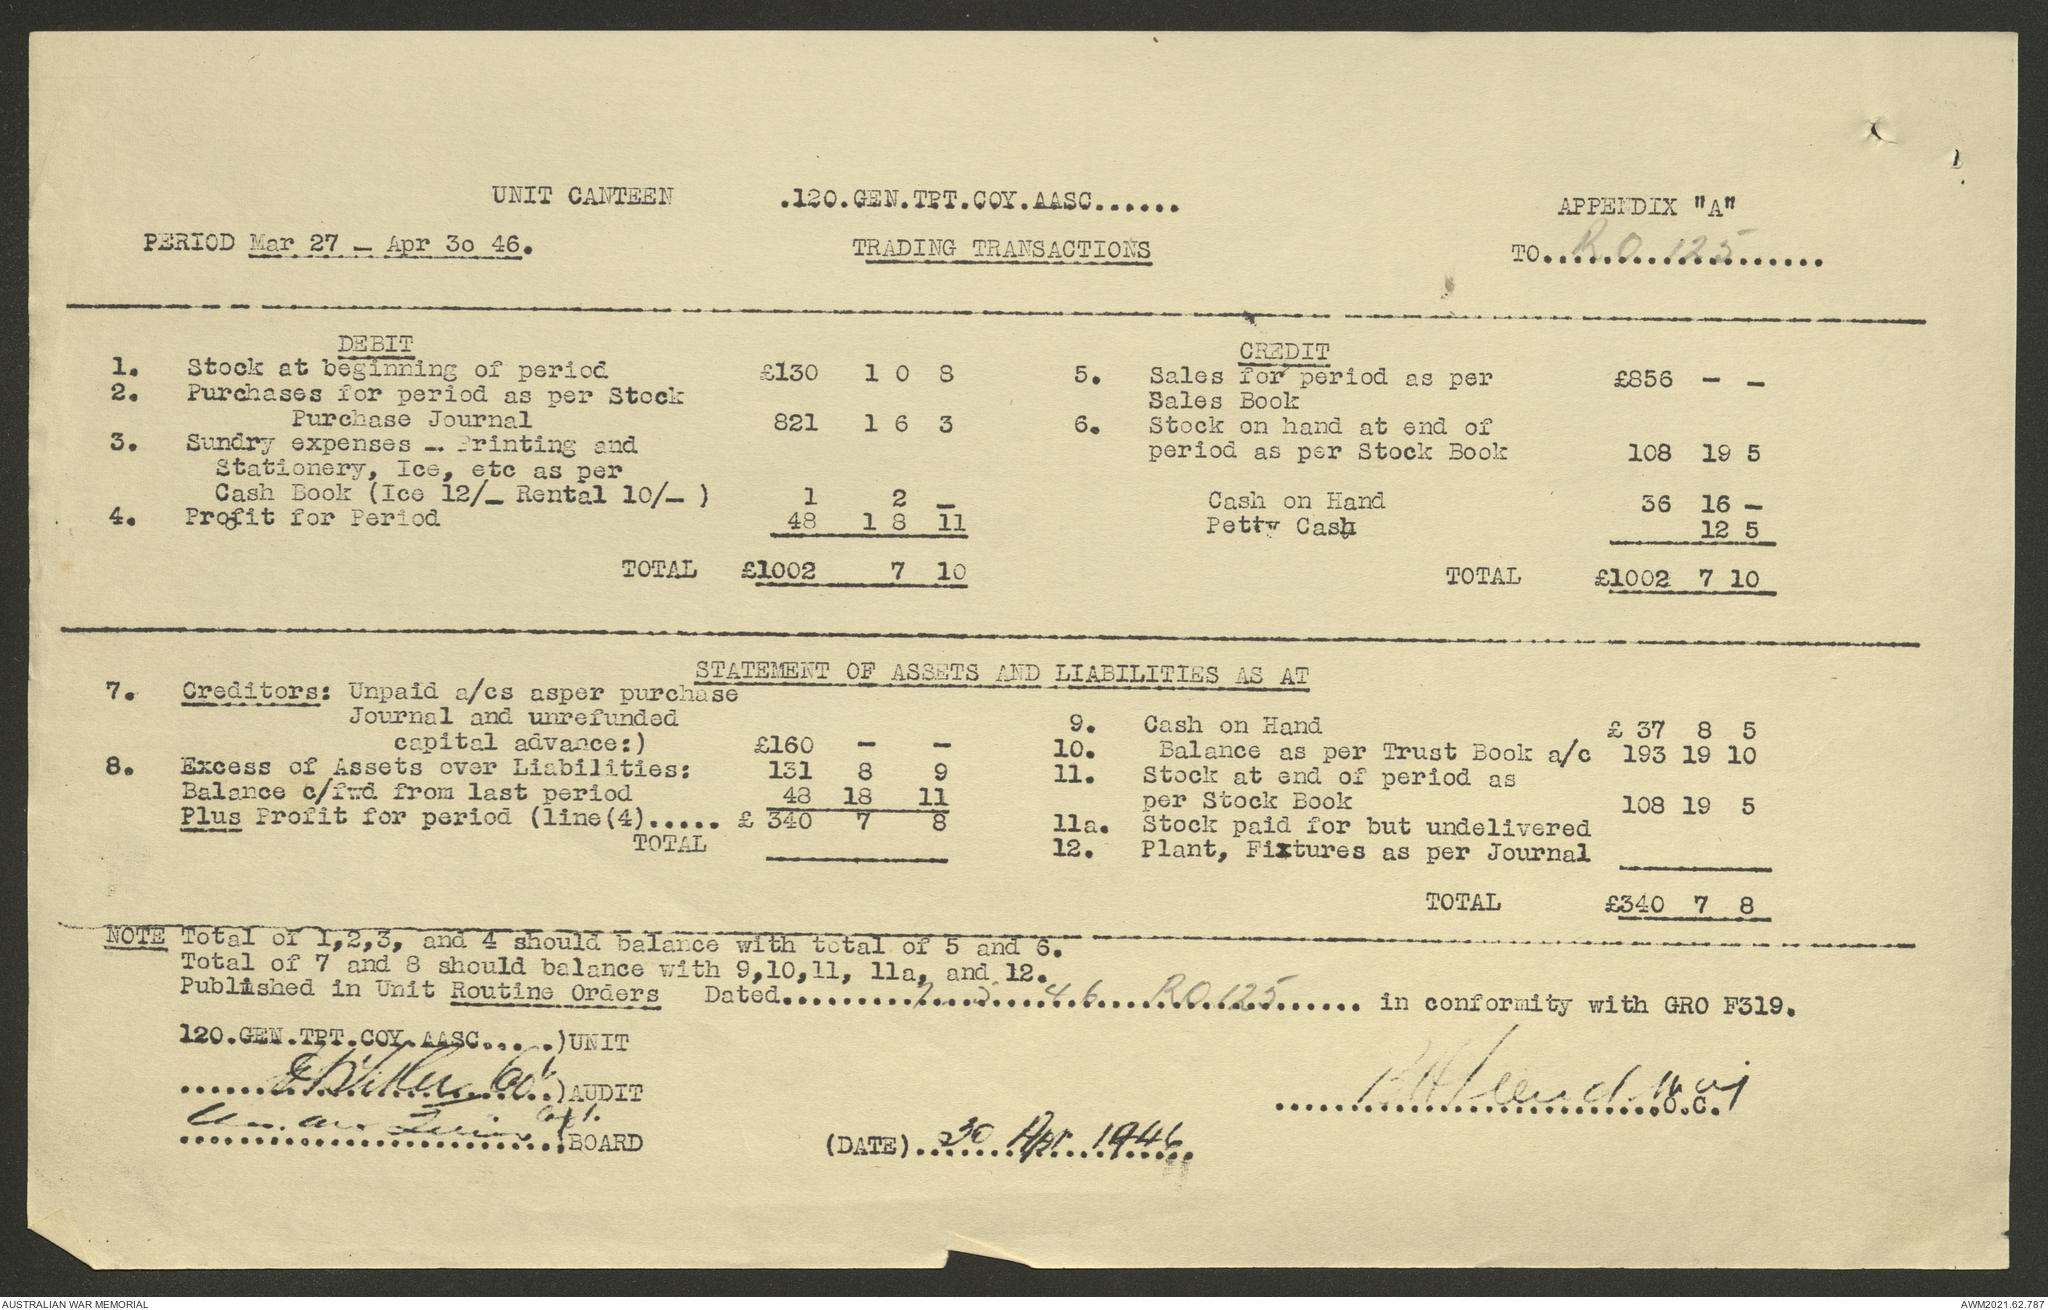 UNIT CANTEEN .120.GEN.TPT.COY.AASC...... APPENDIX "A"
PERIOD Mar 27 - Apr 3o 46. TRADING TRANSACTIONS TO...R.O. 125...
DEBIT
1. Stock at beginning of period £130 1 0 8
2. Purchases for period as per Stock
Purchase Journal 821 1 6 3
3. Sundry expenses - Printing and
Stationery, Ice, etc as per
Cash Book (Ice 12/- Rental 10/- ) 1 2 -
4. Profit for Period 48 1 8 11
TOTAL £1002 7 10
CREDIT
5. Sales for period as per £856 - -
Sales Book
6. Stock on hand at end of
period as per Stock Book 108 19 5
Cash on Hand 36 16 -
Petty Cash 12 5
TOTAL £1002 7 10
STATEMENT OF ASSETS AND LIABILITIES AS AT
7. Creditors: Unpaid a/cs asper purchase
Journal and unrefunded
capital advance:) £160 - -
8. Excess of Assets over Liabilities: 131 8 9
Balance c/fwd from last period 48 18 11
Plus Profit for period (line(4)..... £ 340 7 8
TOTAL
9. Cash on Hand £ 37 8 5
10. Balance as per Trust Book a/c 193 19 10
11. Stock at end of period as
per Stock Book 108 19 5
11a. Stock paid for but undelivered
12. Plant, Fixtures as per Journal
TOTAL £340 7 8
NOTE Total of 1,2,3, and 4 should balance with total of 5 and 6.
Total of 7 and 8 should balance with 9,10,11, 11a, and 12.
Published in Unit Routine Orders Dated.........2 5 46 RO 125...... in conformity with GRO F319.
120.GEN.TPT.COY.AASC.....)UNIT
)AUDIT
Capt. )BOARD
(DATE)..30 Apr 1946..
Maj O.C.
AUSTRALIAN WAR MEMORIAL AWM2021.62.787